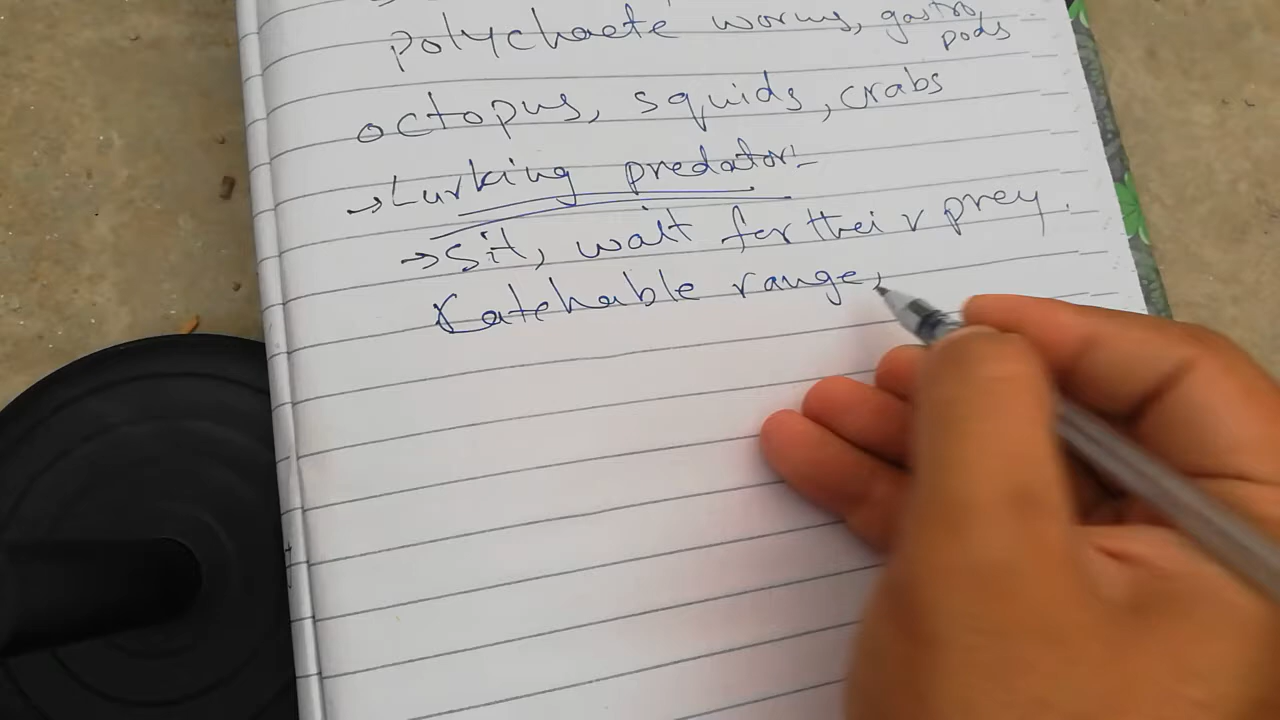 polychaete worms, gastro
pods
octopus, squids, crabs
→Lurking predator:-
→Sit, wait for their prey.
Catchable range,